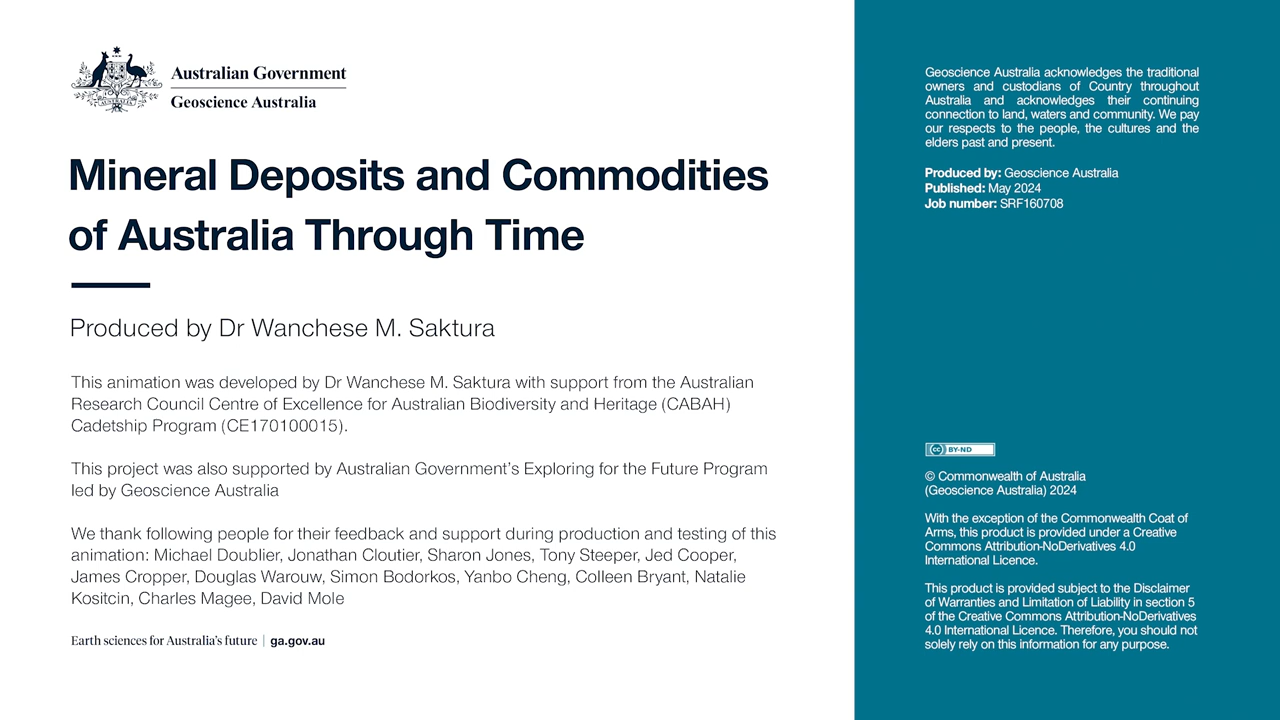 Australian Government
Geoscience Australia
Mineral Deposits and Commodities
of Australia Through Time
Produced by Dr Wanchese M. Saktura
This animation was developed by Dr Wanchese M. Saktura with support from the Australian
Research Council Centre of Excellence for Australian Biodiversity and Heritage (CABAH)
Cadetship Program (CE170100015).
This project was also supported by Australian Government's Exploring for the Future Program
led by Geoscience Australia
We thank following people for their feedback and support during production and testing of this
animation: Michael Doublier, Jonathan Cloutier, Sharon Jones, Tony Steeper, Jed Cooper,
James Cropper, Douglas Warouw, Simon Bodorkos, Yanbo Cheng, Colleen Bryant, Natalie
Kositcin, Charles Magee, David Mole
Earth sciences for Australia's future | ga.gov.au
Geoscience Australia acknowledges the traditional
owners and custodians of Country throughout
Australia and acknowledges their continuing
connection to land, waters and community. We pay
our respects to the people, the cultures and the
elders past and present.
Produced by: Geoscience Australia
Published: May 2024
Job number: SRF160708
cc BY-ND
© Commonwealth of Australia
(Geoscience Australia) 2024
With the exception of the Commonwealth Coat of
Arms, this product is provided under a Creative
Commons Attribution-NoDerivatives 4.0
International Licence.
This product is provided subject to the Disclaimer
of Warranties and Limitation of Liability in section 5
of the Creative Commons Attribution-NoDerivatives
4.0 International Licence. Therefore, you should not
solely rely on this information for any purpose.